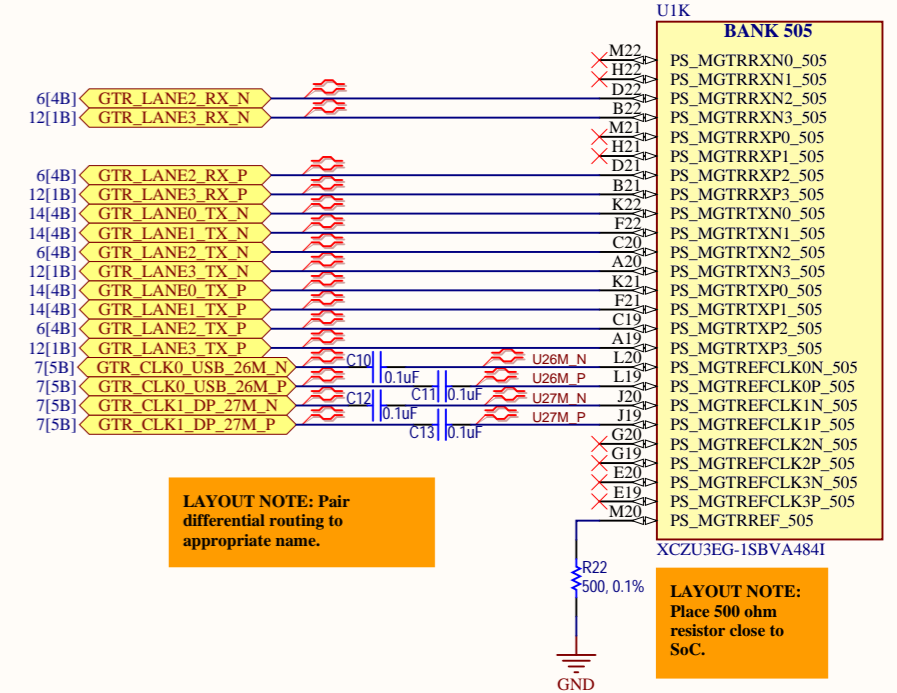 U1K
BANK 505
M22 PS_MGTRRXN0_505
H22 PS_MGTRRXN1_505
6[4B] GTR_LANE2_RX_N D22 PS_MGTRRXN2_505
12[1B] GTR_LANE3_RX_N B22 PS_MGTRRXN3_505
M21 PS_MGTRRXP0_505
H21 PS_MGTRRXP1_505
6[4B] GTR_LANE2_RX_P D21 PS_MGTRRXP2_505
12[1B] GTR_LANE3_RX_P B21 PS_MGTRRXP3_505
14[4B] GTR_LANE0_TX_N K22 PS_MGTRTXN0_505
14[4B] GTR_LANE1_TX_N F22 PS_MGTRTXN1_505
6[4B] GTR_LANE2_TX_N C20 PS_MGTRTXN2_505
12[1B] GTR_LANE3_TX_N A20 PS_MGTRTXN3_505
14[4B] GTR_LANE0_TX_P K21 PS_MGTRTXP0_505
14[4B] GTR_LANE1_TX_P F21 PS_MGTRTXP1_505
6[4B] GTR_LANE2_TX_P C19 PS_MGTRTXP2_505
12[1B] GTR_LANE3_TX_P A19 PS_MGTRTXP3_505
7[5B] GTR_CLK0_USB_26M_N C10 0.1uF U26M_N L20 PS_MGTREFCLK0N_505
7[5B] GTR_CLK0_USB_26M_P C11 0.1uF U26M_P L19 PS_MGTREFCLK0P_505
7[5B] GTR_CLK1_DP_27M_N C12 0.1uF U27M_N J20 PS_MGTREFCLK1N_505
7[5B] GTR_CLK1_DP_27M_P C13 0.1uF U27M_P J19 PS_MGTREFCLK1P_505
G20 PS_MGTREFCLK2N_505
G19 PS_MGTREFCLK2P_505
E20 PS_MGTREFCLK3N_505
E19 PS_MGTREFCLK3P_505
M20 PS_MGTRREF_505
XCZU3EG-1SBVA484I
LAYOUT NOTE: Pair
differential routing to
appropriate name.
R22
500, 0.1%
GND
LAYOUT NOTE:
Place 500 ohm
resistor close to
SoC.